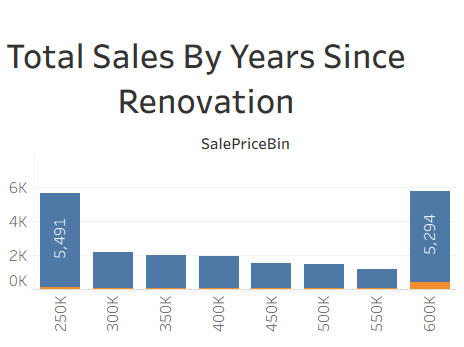 Total Sales By Years Since
Renovation
SalePriceBin
6K
4K
2K
0K
5,491
5,294
250K
300K
350K
400K
450K
500K
550K
600K